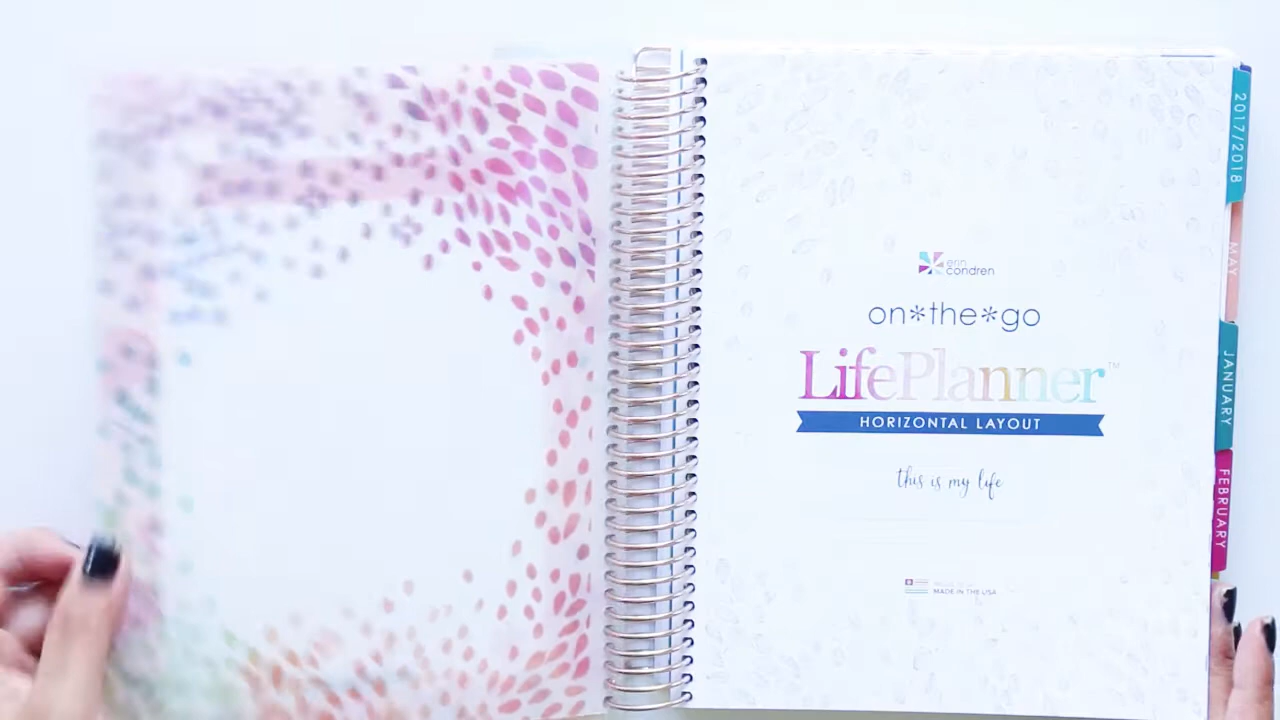 erin
condren
on*the*go
LifePlanner™
HORIZONTAL LAYOUT
this is my life
MADE IN THE USA
2017/2018
MAY
JANUARY
FEBRUARY